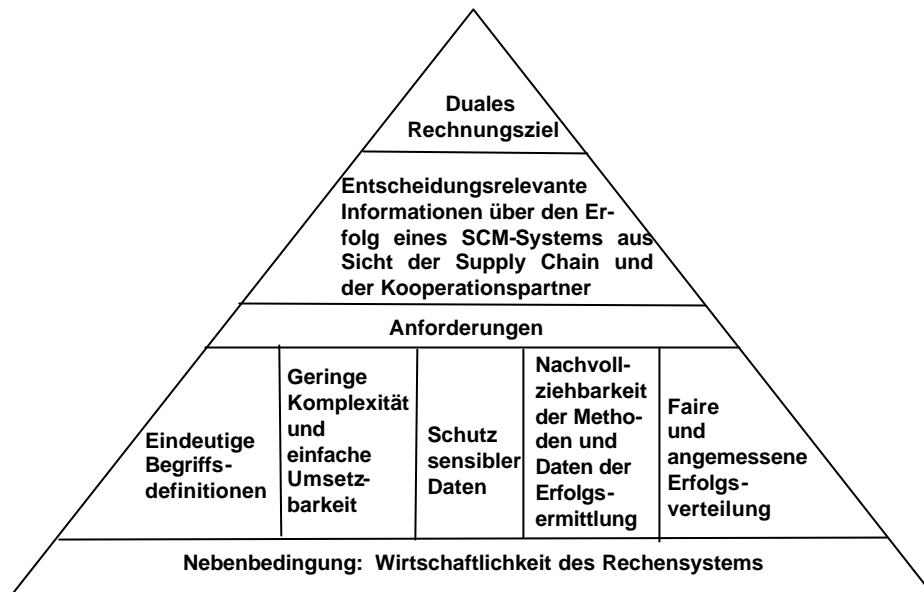 Duales
Rechnungsziel
Entscheidungsrelevante
Informationen über den Er-
folg eines SCM-Systems aus
Sicht der Supply Chain und
der Kooperationspartner
Anforderungen
Eindeutige
Begriffs-
definitionen
Geringe
Komplexität
und
einfache
Umsetz-
barkeit
Schutz
sensibler
Daten
Nachvoll-
ziehbarkeit
der Metho-
den und
Daten der
Erfolgs-
ermittlung
Faire
und
angemessene
Erfolgs-
verteilung
Nebenbedingung: Wirtschaftlichkeit des Rechensystems